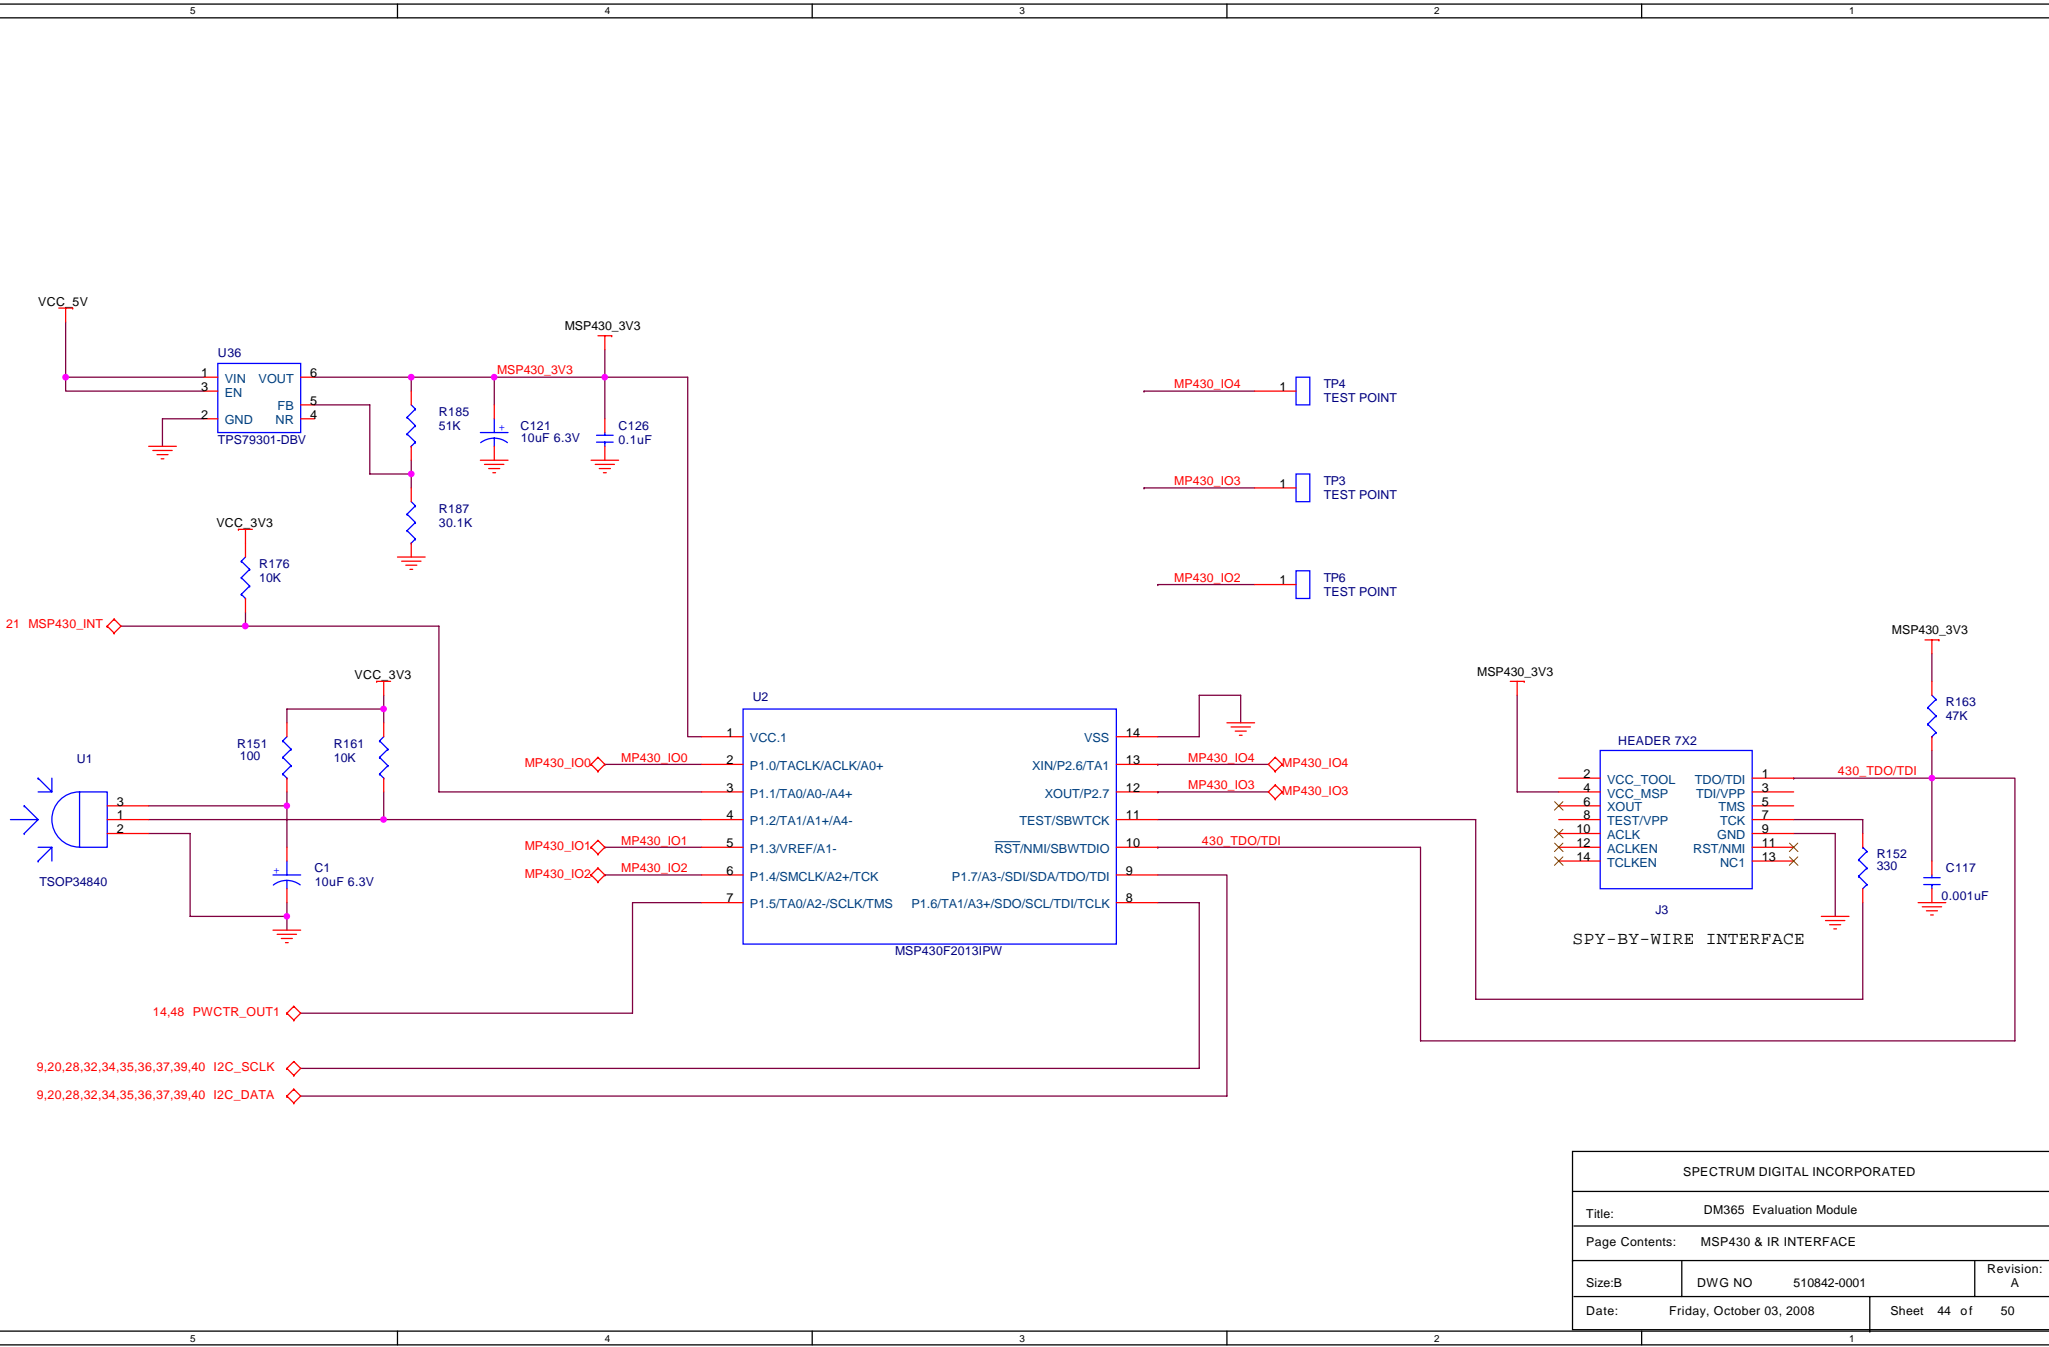 5 4 3 2 1
VCC_5V
MSP430_3V3
U36
1 VIN VOUT 6
3 EN
FB 5
2 GND NR 4
TPS79301-DBV
MSP430_3V3
R185
51K
C121
10uF 6.3V
C126
0.1uF
R187
30.1K
MP430_IO4 1 TP4
TEST POINT
MP430_IO3 1 TP3
TEST POINT
MP430_IO2 1 TP6
TEST POINT
VCC_3V3
R176
10K
21 MSP430_INT
VCC_3V3
R151
100
R161
10K
U1
3
1
2
TSOP34840
C1
10uF 6.3V
U2
1 VCC.1 VSS 14
MP430_IO0 MP430_IO0 2 P1.0/TACLK/ACLK/A0+ XIN/P2.6/TA1 13 MP430_IO4 MP430_IO4
3 P1.1/TA0/A0-/A4+ XOUT/P2.7 12 MP430_IO3 MP430_IO3
4 P1.2/TA1/A1+/A4- TEST/SBWTCK 11
MP430_IO1 MP430_IO1 5 P1.3/VREF/A1- RST/NMI/SBWTDIO 10 430_TDO/TDI
MP430_IO2 MP430_IO2 6 P1.4/SMCLK/A2+/TCK P1.7/A3-/SDI/SDA/TDO/TDI 9
7 P1.5/TA0/A2-/SCLK/TMS P1.6/TA1/A3+/SDO/SCL/TDI/TCLK 8
MSP430F2013IPW
MSP430_3V3
MSP430_3V3
R163
47K
HEADER 7X2
2 VCC_TOOL TDO/TDI 1 430_TDO/TDI
4 VCC_MSP TDI/VPP 3
6 XOUT TMS 5
8 TEST/VPP TCK 7
10 ACLK GND 9
12 ACLKEN RST/NMI 11
14 TCLKEN NC1 13
R152
330
C117
0.001uF
J3
SPY-BY-WIRE INTERFACE
14,48 PWCTR_OUT1
9,20,28,32,34,35,36,37,39,40 I2C_SCLK
9,20,28,32,34,35,36,37,39,40 I2C_DATA
SPECTRUM DIGITAL INCORPORATED
Title: DM365 Evaluation Module
Page Contents: MSP430 & IR INTERFACE
Size:B DWG NO 510842-0001 Revision:
A
Date: Friday, October 03, 2008 Sheet 44 of 50
5 4 3 2 1